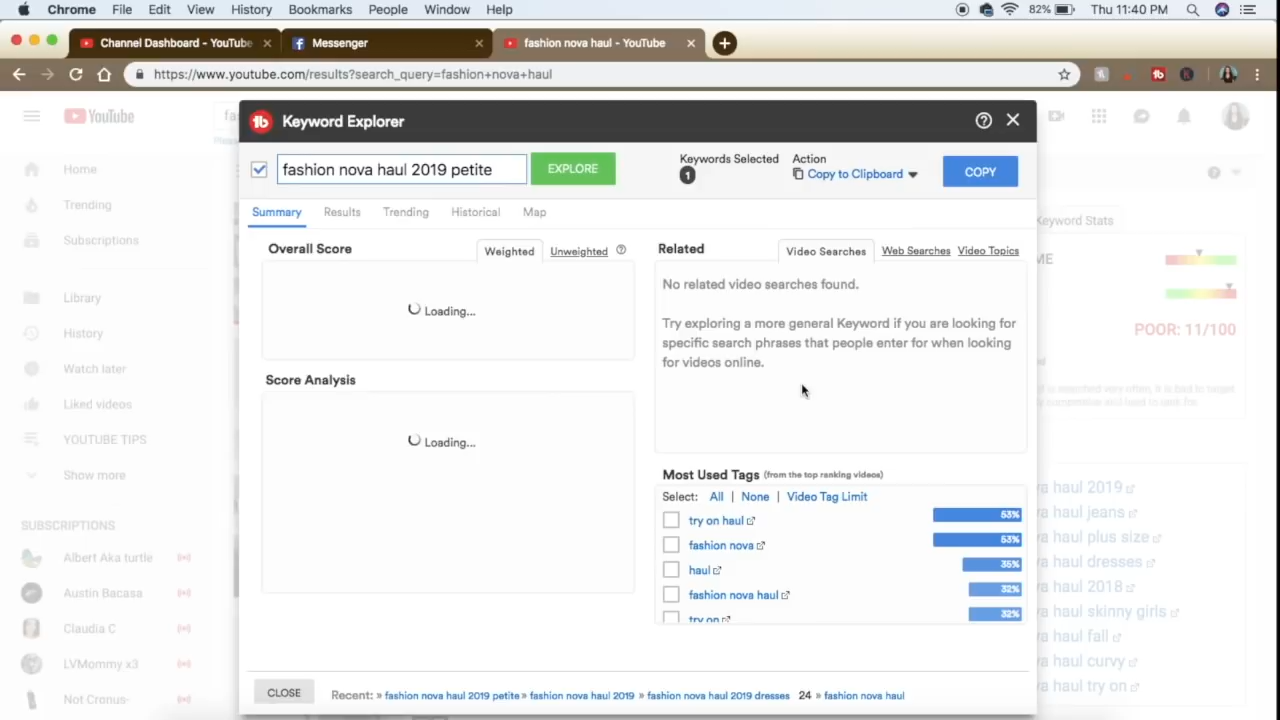 Chrome File Edit View History Bookmarks People Window Help 82% Thu 11:40 PM
Channel Dashboard - YouTube Messenger fashion nova haul - YouTube
https://www.youtube.com/results?search_query=fashion+nova+haul
YouTube fa
Home
Trending
Subscriptions
Library
History
Watch later
Liked videos
YOUTUBE TIPS
Show more
SUBSCRIPTIONS
Albert Aka turtle
Austin Bacasa
Claudia C
LVMommy x3
Not Cronus-
tb Keyword Explorer
fashion nova haul 2019 petite EXPLORE
Keywords Selected
1
Action
Copy to Clipboard
COPY
Summary Results Trending Historical Map
Overall Score Weighted Unweighted
Loading...
Score Analysis
Loading...
Related Video Searches Web Searches Video Topics
No related video searches found.
Try exploring a more general Keyword if you are looking for
specific search phrases that people enter for when looking
for videos online.
Most Used Tags (from the top ranking videos)
Select: All | None | Video Tag Limit
try on haul 53%
fashion nova 53%
haul 35%
fashion nova haul 32%
try on 32%
CLOSE Recent: » fashion nova haul 2019 petite » fashion nova haul 2019 » fashion nova haul 2019 dresses 24 » fashion nova haul
Keyword Stats
ME
POOR: 11/100
va haul 2019
va haul jeans
va haul plus size
va haul dresses
va haul 2018
va haul skinny girls
va haul fall
va haul curvy
va haul try on